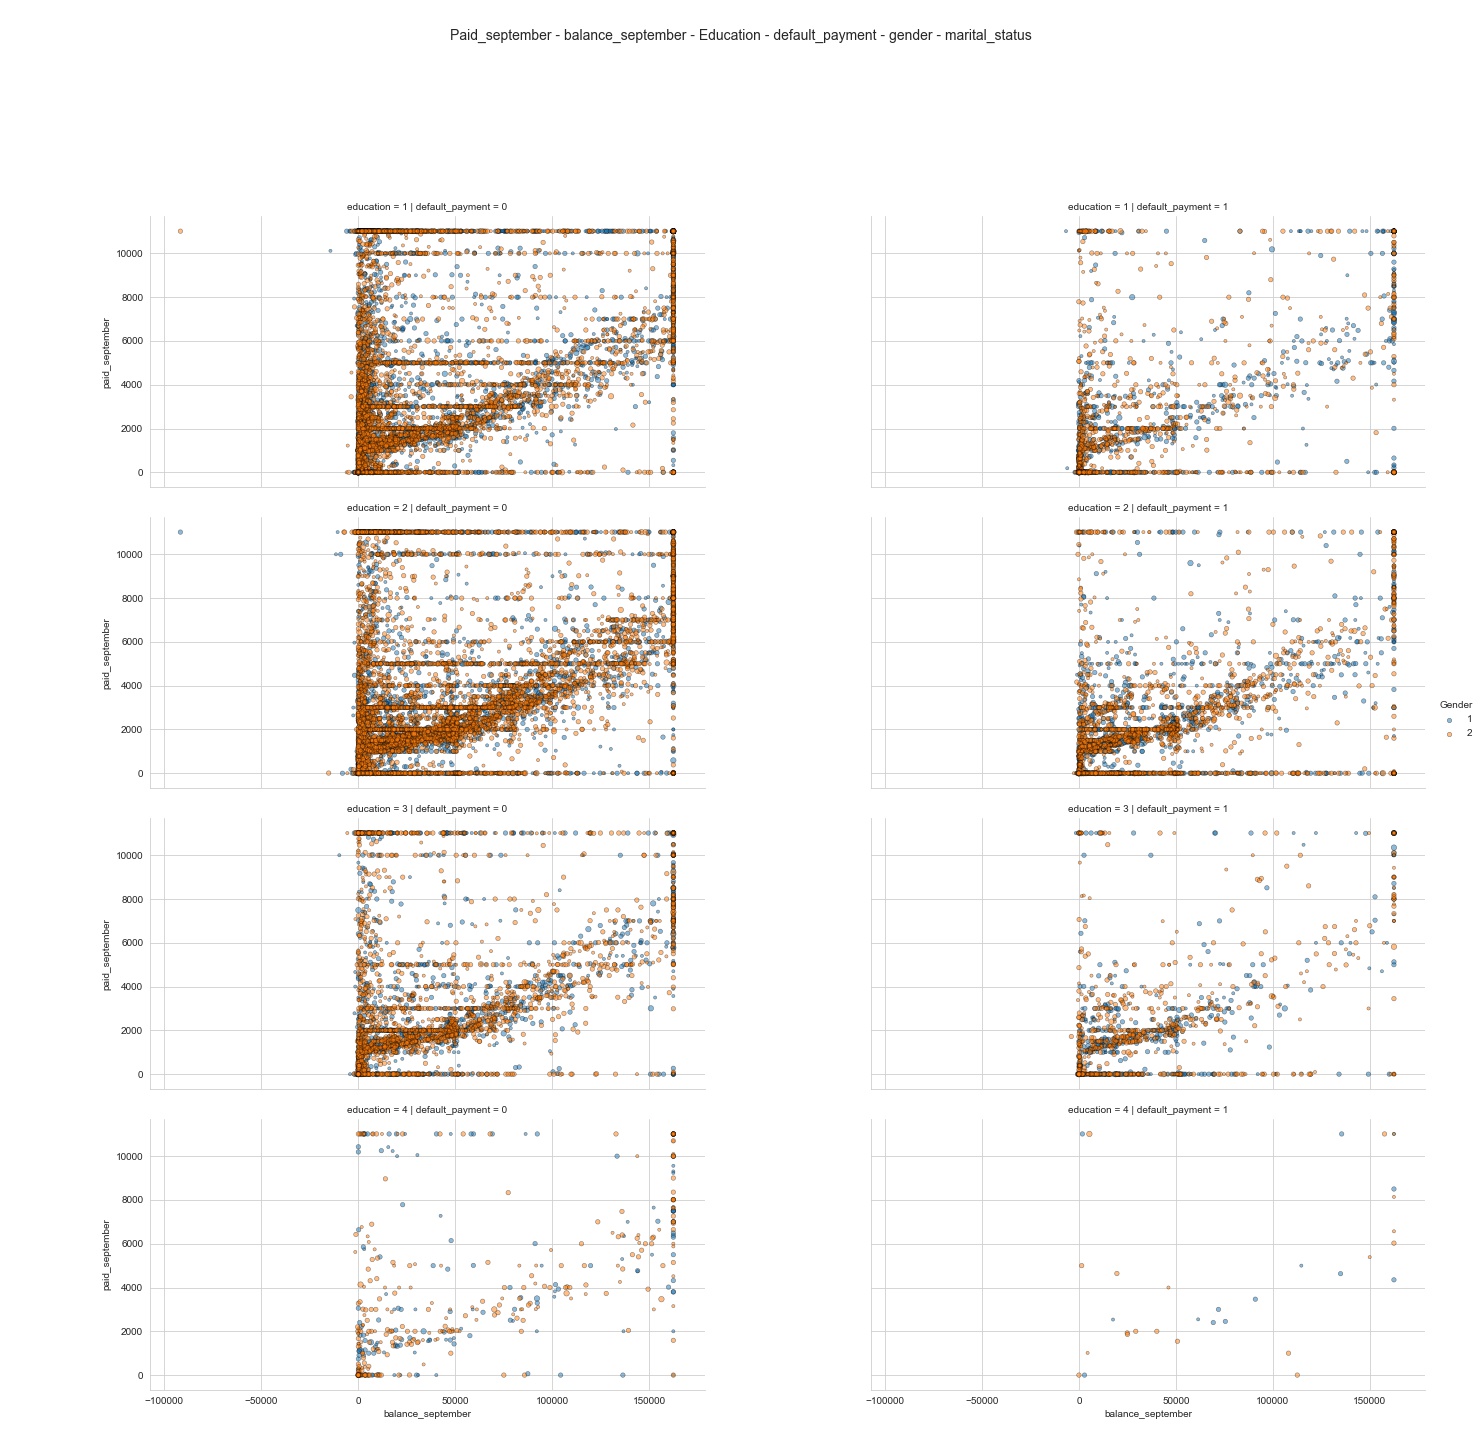 Paid_september - balance_september - Education - default_payment - gender - marital_status
education = 1 | default_payment = 0
education = 1 | default_payment = 1
10000
8000
6000
4000
2000
0
paid_september
education = 2 | default_payment = 0
education = 2 | default_payment = 1
10000
8000
6000
4000
2000
0
paid_september
Gender
1
2
education = 3 | default_payment = 0
education = 3 | default_payment = 1
10000
8000
6000
4000
2000
0
paid_september
education = 4 | default_payment = 0
education = 4 | default_payment = 1
10000
8000
6000
4000
2000
0
paid_september
−100000 −50000 0 50000 100000 150000
−100000 −50000 0 50000 100000 150000
balance_september
balance_september